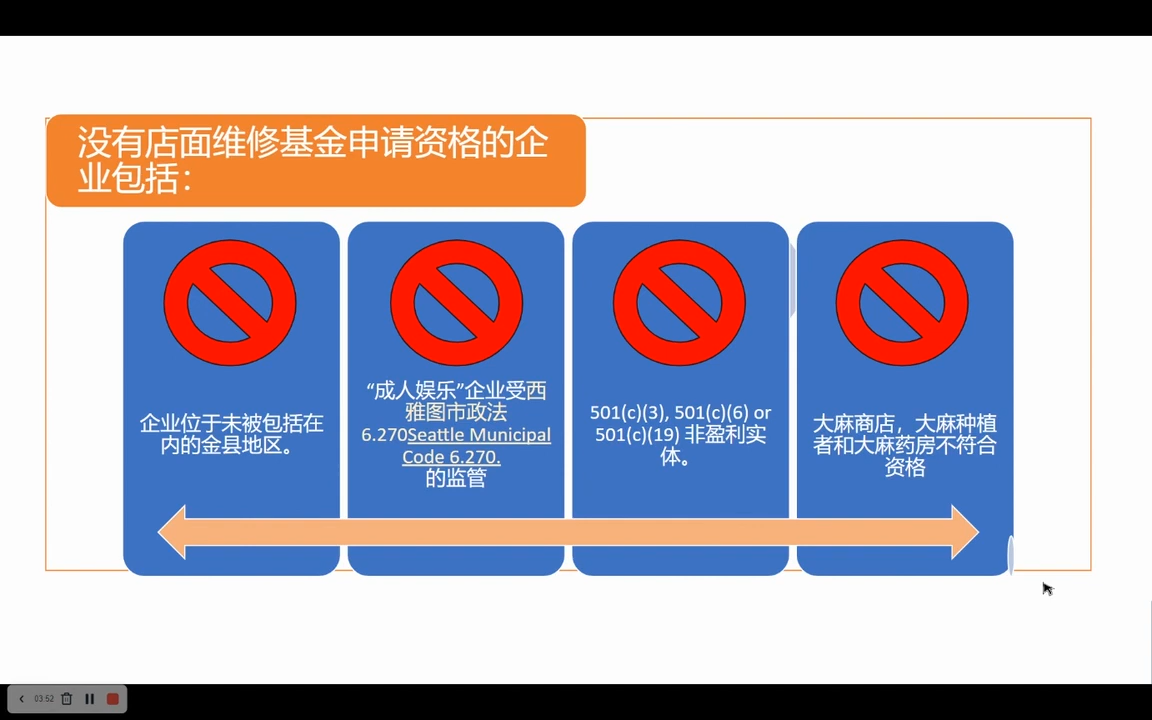 没有店面维修基金申请资格的企
业包括：
企业位于未被包括在
内的金县地区。
“成人娱乐”企业受西
雅图市政法
6.270Seattle Municipal
Code 6.270.
的监管
501(c)(3), 501(c)(6) or
501(c)(19) 非盈利实
体。
大麻商店，大麻种植
者和大麻药房不符合
资格
03:52